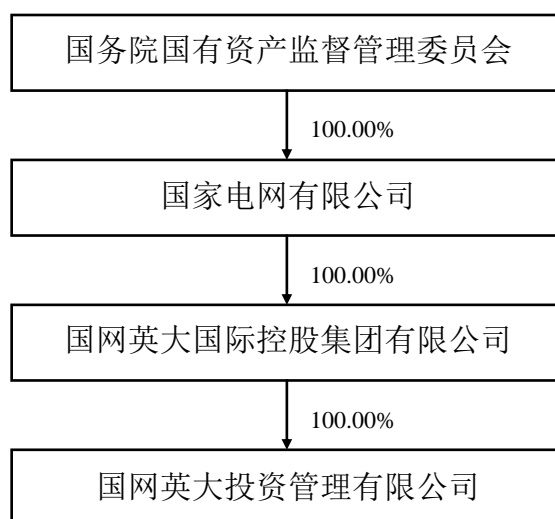 国务院国有资产监督管理委员会
100.00%
国家电网有限公司
100.00%
国网英大国际控股集团有限公司
100.00%
国网英大投资管理有限公司